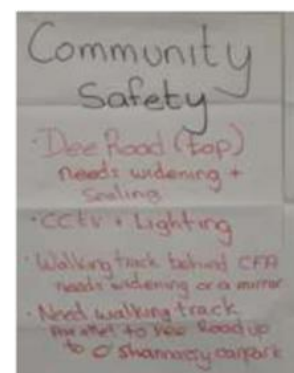 Community
Safety
· Dee Road (top)
needs widening +
Sealing
· CCTV + Lighting
· Walking track behind CFA
needs widening or a mirror
· Need walking track
Road up
to O'Shannassy carpark